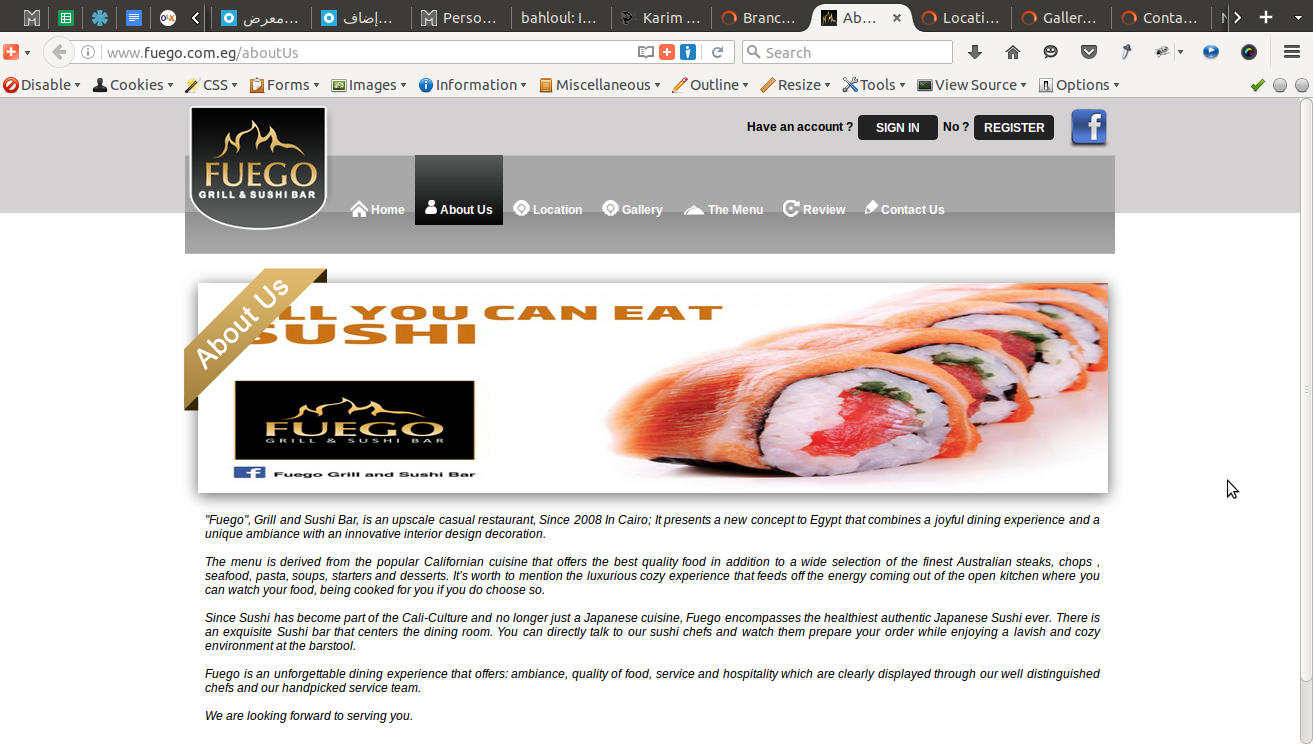 معرض...
إضاف...
Perso...
bahloul: I...
Karim ...
Branc...
Ab...
Locati...
Galler...
Conta...
www.fuego.com.eg/aboutUs
Search
Disable Cookies CSS Forms Images Information Miscellaneous Outline Resize Tools View Source Options
Have an account ? SIGN IN No ? REGISTER
FUEGO
GRILL & SUSHI BAR
Home About Us Location Gallery The Menu Review Contact Us
About Us
ALL YOU CAN EAT
SUSHI
FUEGO
GRILL & SUSHI BAR
Fuego Grill and Sushi Bar
"Fuego", Grill and Sushi Bar, is an upscale casual restaurant, Since 2008 In Cairo; It presents a new concept to Egypt that combines a joyful dining experience and a
unique ambiance with an innovative interior design decoration.
The menu is derived from the popular Californian cuisine that offers the best quality food in addition to a wide selection of the finest Australian steaks, chops ,
seafood, pasta, soups, starters and desserts. It's worth to mention the luxurious cozy experience that feeds off the energy coming out of the open kitchen where you
can watch your food, being cooked for you if you do choose so.
Since Sushi has become part of the Cali-Culture and no longer just a Japanese cuisine, Fuego encompasses the healthiest authentic Japanese Sushi ever. There is
an exquisite Sushi bar that centers the dining room. You can directly talk to our sushi chefs and watch them prepare your order while enjoying a lavish and cozy
environment at the barstool.
Fuego is an unforgettable dining experience that offers: ambiance, quality of food, service and hospitality which are clearly displayed through our well distinguished
chefs and our handpicked service team.
We are looking forward to serving you.